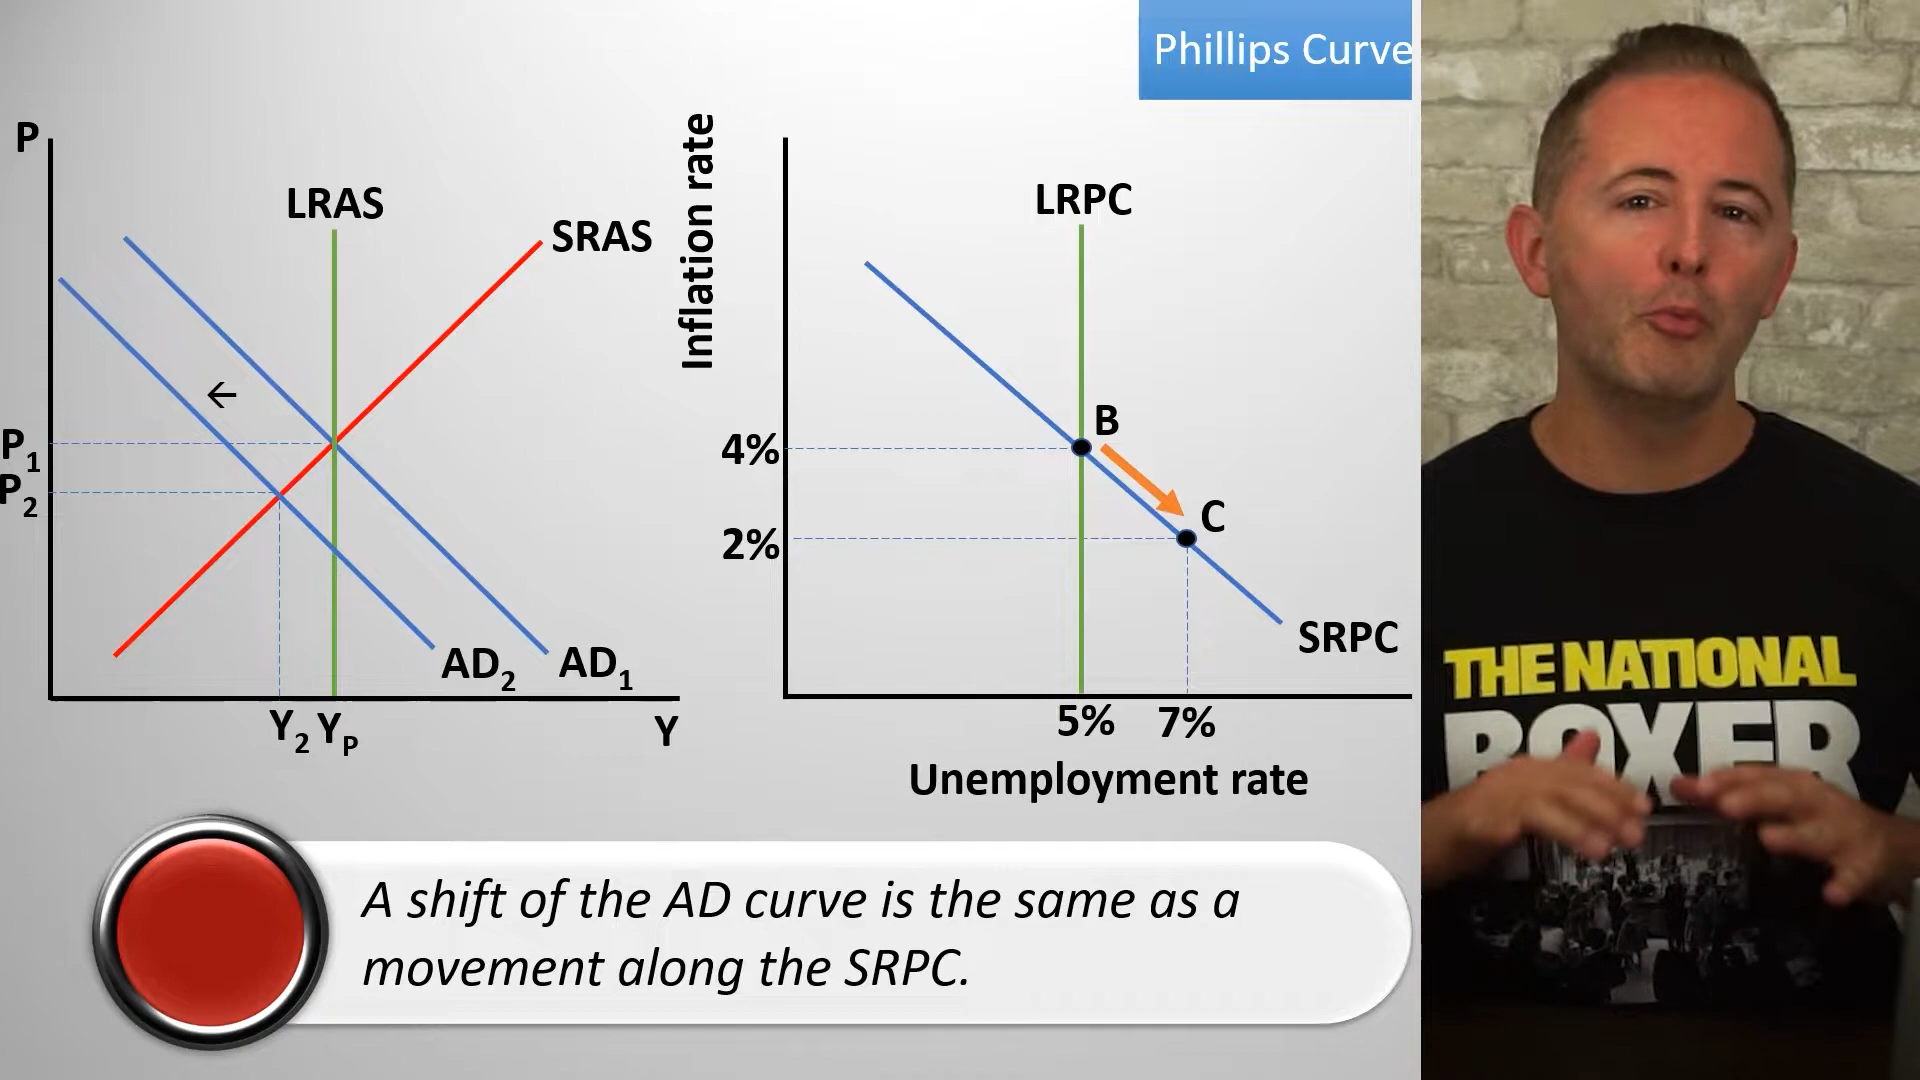 Phillips Curve
P
LRAS
SRAS
P1
P2
AD2
AD1
Y2
YP
Y
Inflation rate
LRPC
B
4%
C
2%
SRPC
5%
7%
Unemployment rate
A shift of the AD curve is the same as a
movement along the SRPC.
THE NATIONAL
BOXER